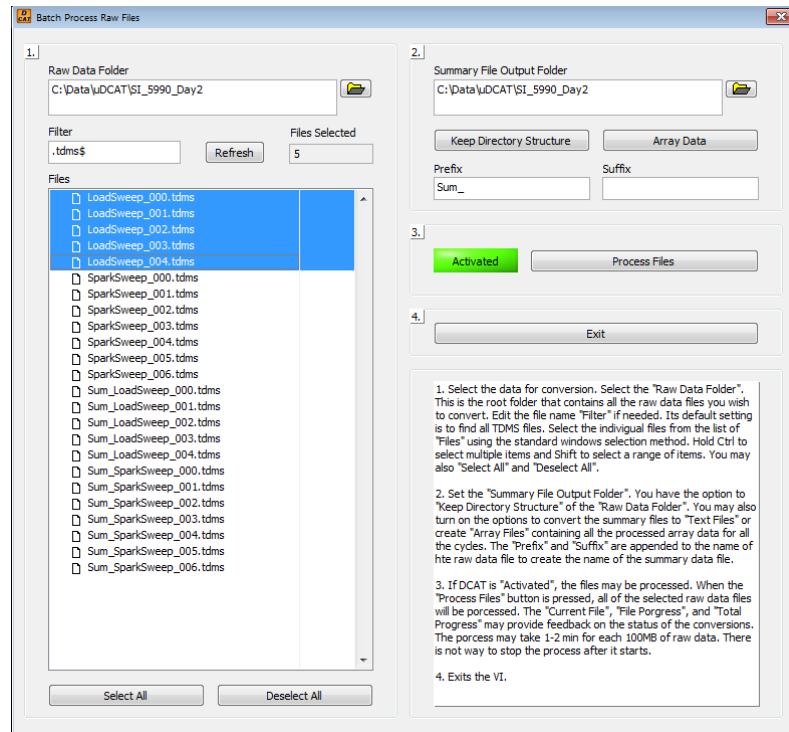 D CAT Batch Process Raw Files
1.
Raw Data Folder
C:\Data\uDCAT\SI_5990_Day2
Filter
Files Selected
.tdms$
Refresh
5
Files
LoadSweep_000.tdms
LoadSweep_001.tdms
LoadSweep_002.tdms
LoadSweep_003.tdms
LoadSweep_004.tdms
SparkSweep_000.tdms
SparkSweep_001.tdms
SparkSweep_002.tdms
SparkSweep_003.tdms
SparkSweep_004.tdms
SparkSweep_005.tdms
SparkSweep_006.tdms
Sum_LoadSweep_000.tdms
Sum_LoadSweep_001.tdms
Sum_LoadSweep_002.tdms
Sum_LoadSweep_003.tdms
Sum_LoadSweep_004.tdms
Sum_SparkSweep_000.tdms
Sum_SparkSweep_001.tdms
Sum_SparkSweep_002.tdms
Sum_SparkSweep_003.tdms
Sum_SparkSweep_004.tdms
Sum_SparkSweep_005.tdms
Sum_SparkSweep_006.tdms
Select All
Deselect All
2.
Summary File Output Folder
C:\Data\uDCAT\SI_5990_Day2
Keep Directory Structure
Array Data
Prefix
Suffix
Sum_
3.
Activated
Process Files
4.
Exit
1. Select the data for conversion. Select the "Raw Data Folder".
This is the root folder that contains all the raw data files you wish
to convert. Edit the file name "Filter" if needed. Its default setting
is to find all TDMS files. Select the indivigual files from the list of
"Files" using the standard windows selection method. Hold Ctrl to
select multiple items and Shift to select a range of items. You may
also "Select All" and "Deselect All".
2. Set the "Summary File Output Folder". You have the option to
"Keep Directory Structure" of the "Raw Data Folder". You may also
turn on the options to convert the summary files to "Text Files" or
create "Array Files" containing all the processed array data for all
the cycles. The "Prefix" and "Suffix" are appended to the name of
hte raw data file to create the name of the summary data file.
3. If DCAT is "Activated", the files may be processed. When the
"Process Files" button is pressed, all of the selected raw data files
will be porcessed. The "Current File", "File Porgress", and "Total
Progress" may provide feedback on the status of the conversions.
The porcess may take 1-2 min for each 100MB of raw data. There
is not way to stop the process after it starts.
4. Exits the VI.